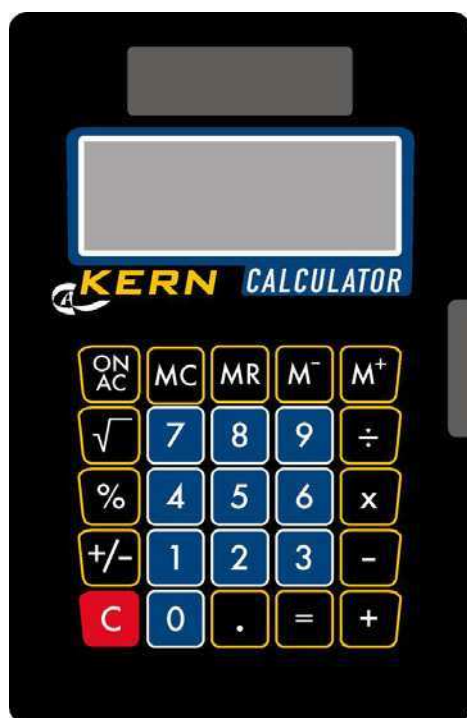 A KERN CALCULATOR
ON AC MC MR M⁻ M⁺
√ 7 8 9 ÷
% 4 5 6 x
+/- 1 2 3 -
C 0 . = +